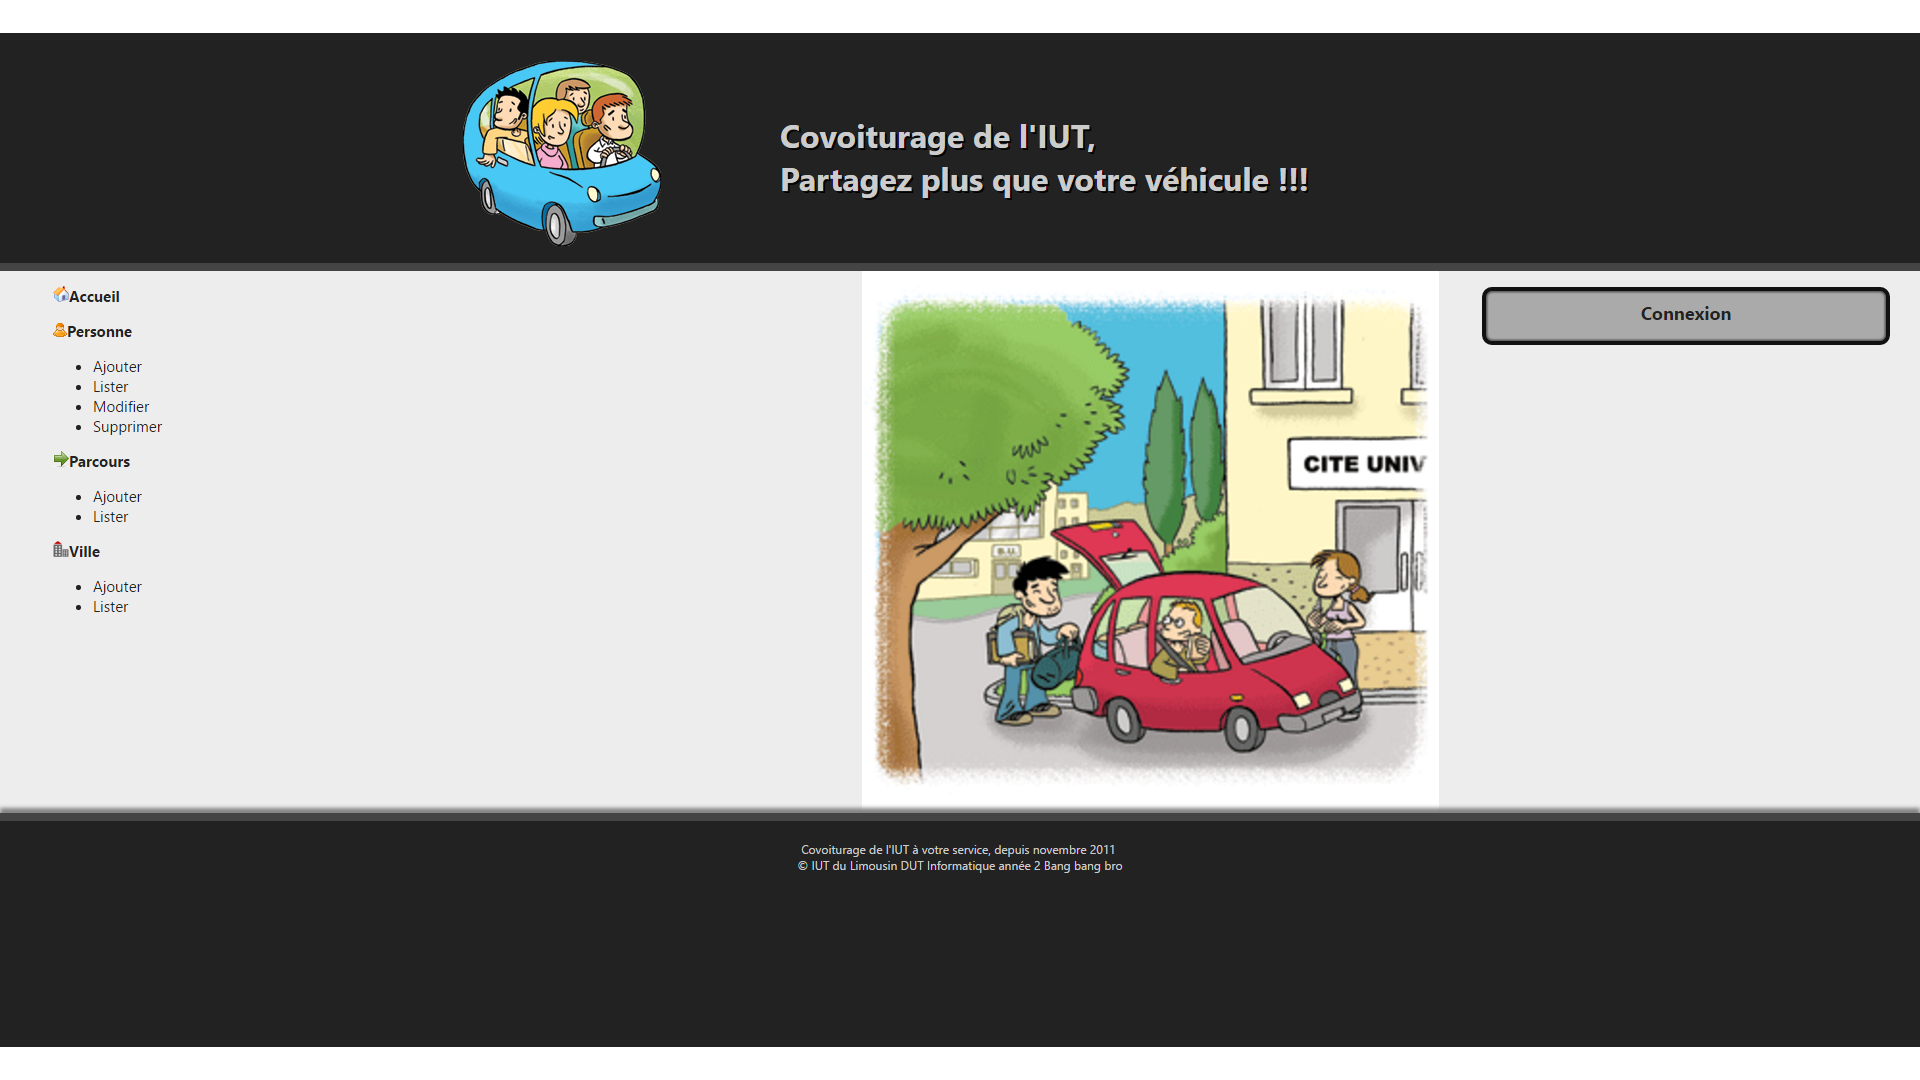 Covoiturage de l'IUT,
Partagez plus que votre véhicule !!!
Accueil
Personne
Ajouter
Lister
Modifier
Supprimer
Parcours
Ajouter
Lister
Ville
Ajouter
Lister
CITE UNIV
B.U.
Connexion
Covoiturage de l'IUT à votre service, depuis novembre 2011
© IUT du Limousin DUT Informatique année 2 Bang bang bro